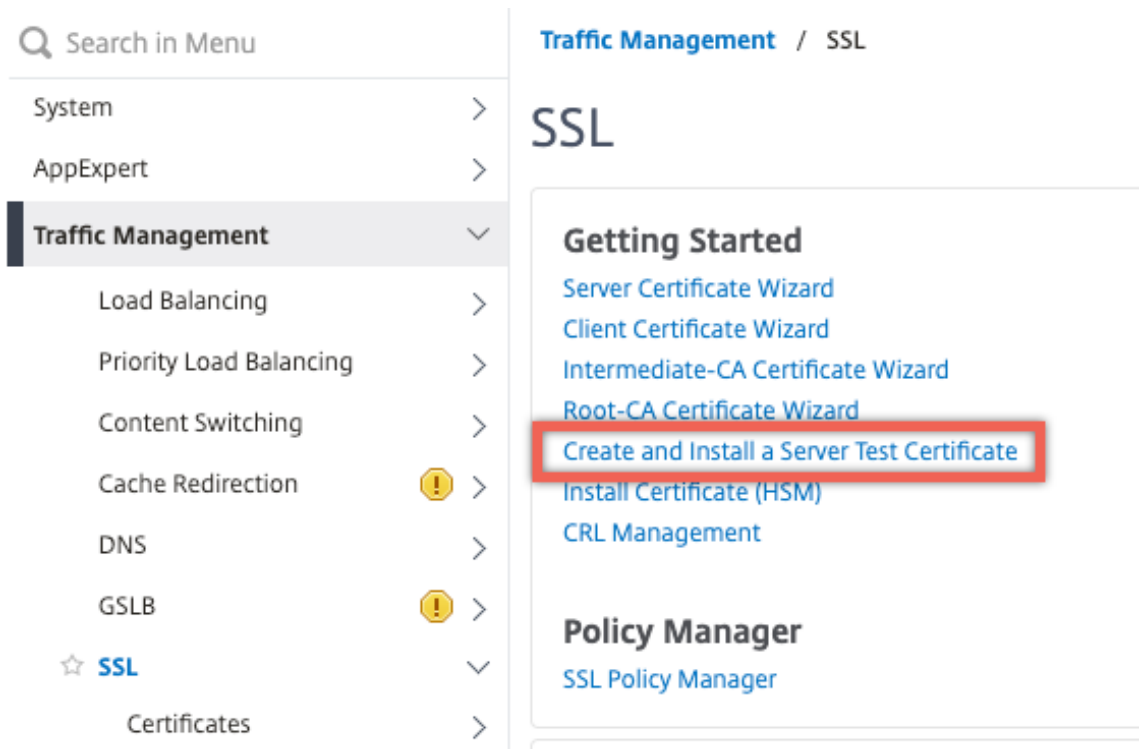 Search in Menu
System
AppExpert
Traffic Management
Load Balancing
Priority Load Balancing
Content Switching
Cache Redirection
DNS
GSLB
SSL
Certificates
Traffic Management / SSL
SSL
Getting Started
Server Certificate Wizard
Client Certificate Wizard
Intermediate-CA Certificate Wizard
Root-CA Certificate Wizard
Create and Install a Server Test Certificate
Install Certificate (HSM)
CRL Management
Policy Manager
SSL Policy Manager